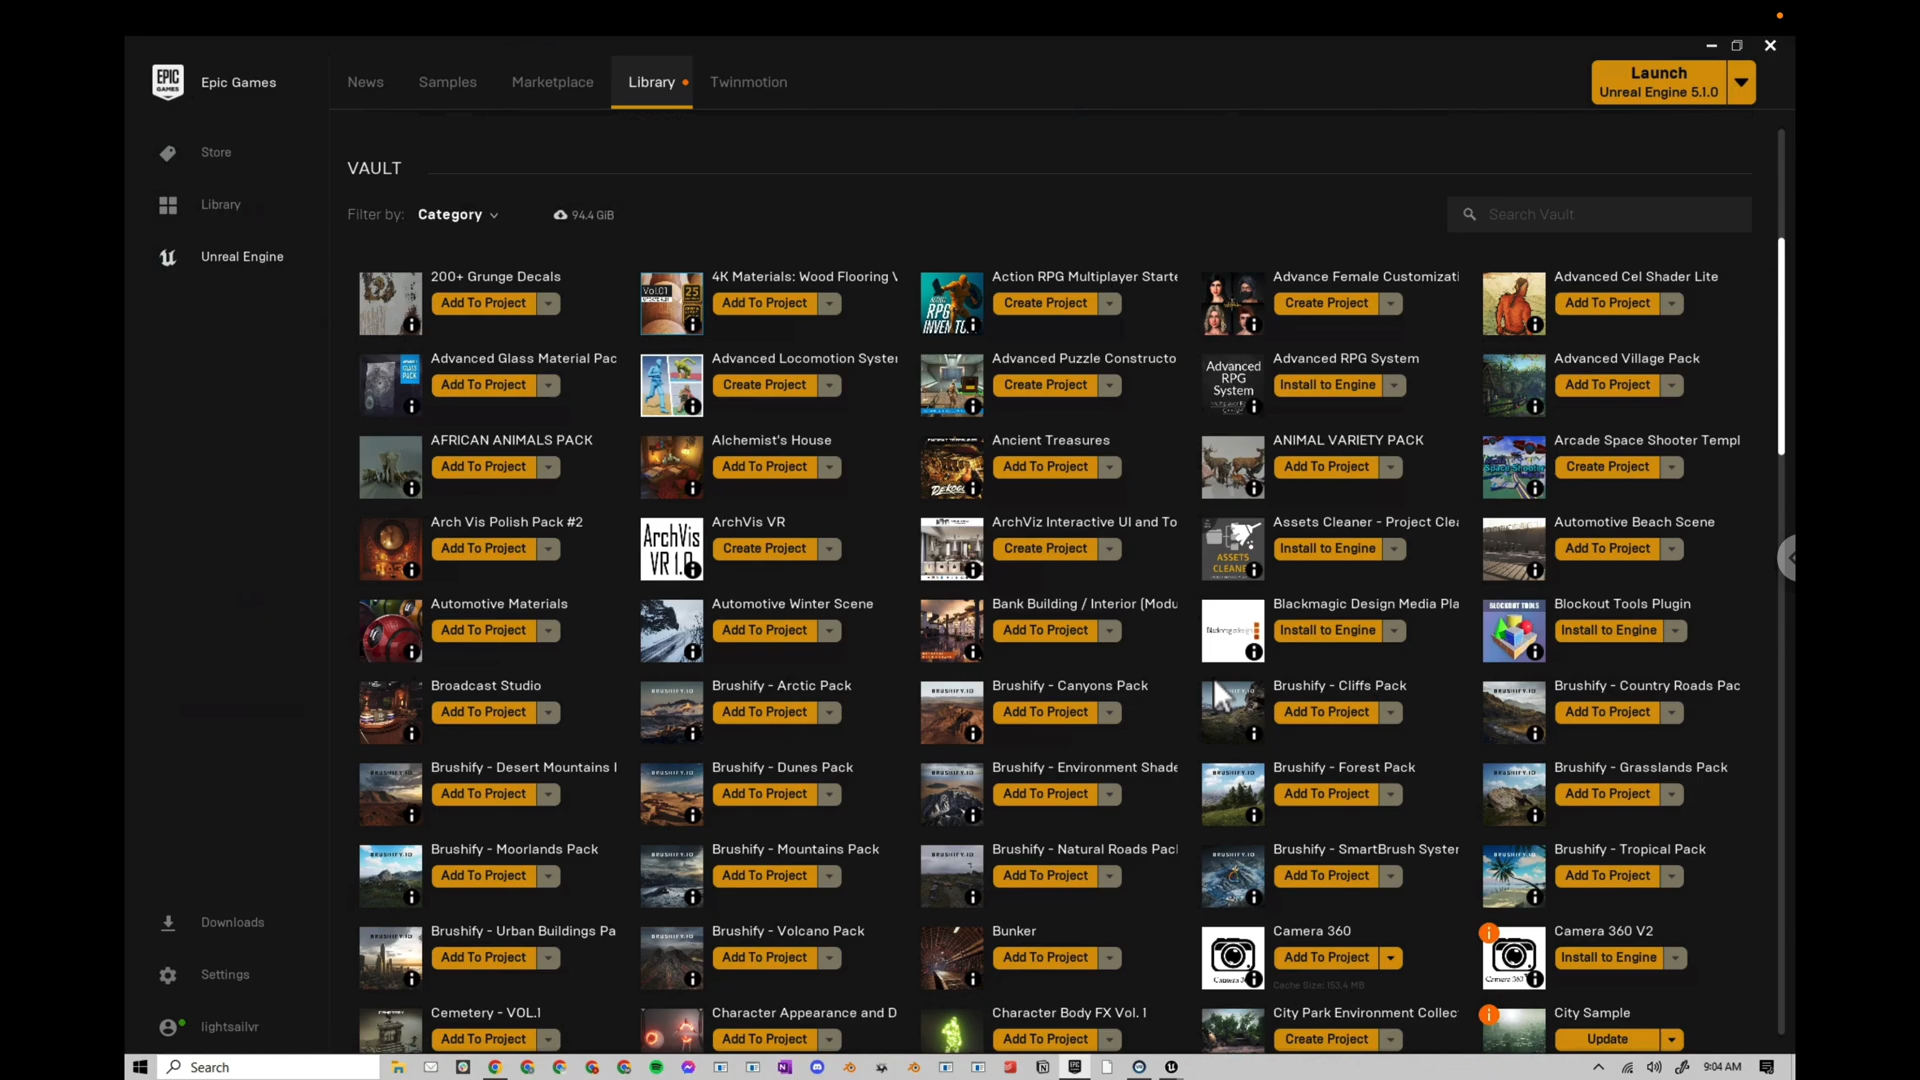 EPIC GAMES
Epic Games
News
Samples
Marketplace
Library
Twinmotion
Launch
Unreal Engine 5.1.0
Store
Library
Unreal Engine
VAULT
Filter by:
Category
94.4 GiB
Search Vault
200+ Grunge Decals
4K Materials: Wood Flooring V
Action RPG Multiplayer Starte
Advance Female Customizati
Advanced Cel Shader Lite
Add To Project
Add To Project
Create Project
Create Project
Add To Project
Advanced Glass Material Pac
Advanced Locomotion System
Advanced Puzzle Constructo
Advanced RPG System
Advanced Village Pack
Add To Project
Create Project
Create Project
Install to Engine
Add To Project
AFRICAN ANIMALS PACK
Alchemist's House
Ancient Treasures
ANIMAL VARIETY PACK
Arcade Space Shooter Templ
Add To Project
Add To Project
Add To Project
Add To Project
Create Project
Arch Vis Polish Pack #2
ArchVis VR
ArchViz Interactive UI and To
Assets Cleaner - Project Clea
Automotive Beach Scene
Add To Project
Create Project
Create Project
Install to Engine
Add To Project
Automotive Materials
Automotive Winter Scene
Bank Building / Interior (Modu
Blackmagic Design Media Pla
Blockout Tools Plugin
Add To Project
Add To Project
Add To Project
Install to Engine
Install to Engine
Broadcast Studio
Brushify - Arctic Pack
Brushify - Canyons Pack
Brushify - Cliffs Pack
Brushify - Country Roads Pac
Add To Project
Add To Project
Add To Project
Add To Project
Add To Project
Brushify - Desert Mountains
Brushify - Dunes Pack
Brushify - Environment Shade
Brushify - Forest Pack
Brushify - Grasslands Pack
Add To Project
Add To Project
Add To Project
Add To Project
Add To Project
Brushify - Moorlands Pack
Brushify - Mountains Pack
Brushify - Natural Roads Pac
Brushify - SmartBrush System
Brushify - Tropical Pack
Add To Project
Add To Project
Add To Project
Add To Project
Add To Project
Brushify - Urban Buildings Pa
Brushify - Volcano Pack
Bunker
Camera 360
Camera 360 V2
Add To Project
Add To Project
Add To Project
Add To Project
Install to Engine
Cache Size: 153.4 MB
Cemetery - VOL.1
Character Appearance and D
Character Body FX Vol. 1
City Park Environment Collec
City Sample
Add To Project
Add To Project
Add To Project
Create Project
Update
Downloads
Settings
lightsailvr
Search
9:04 AM